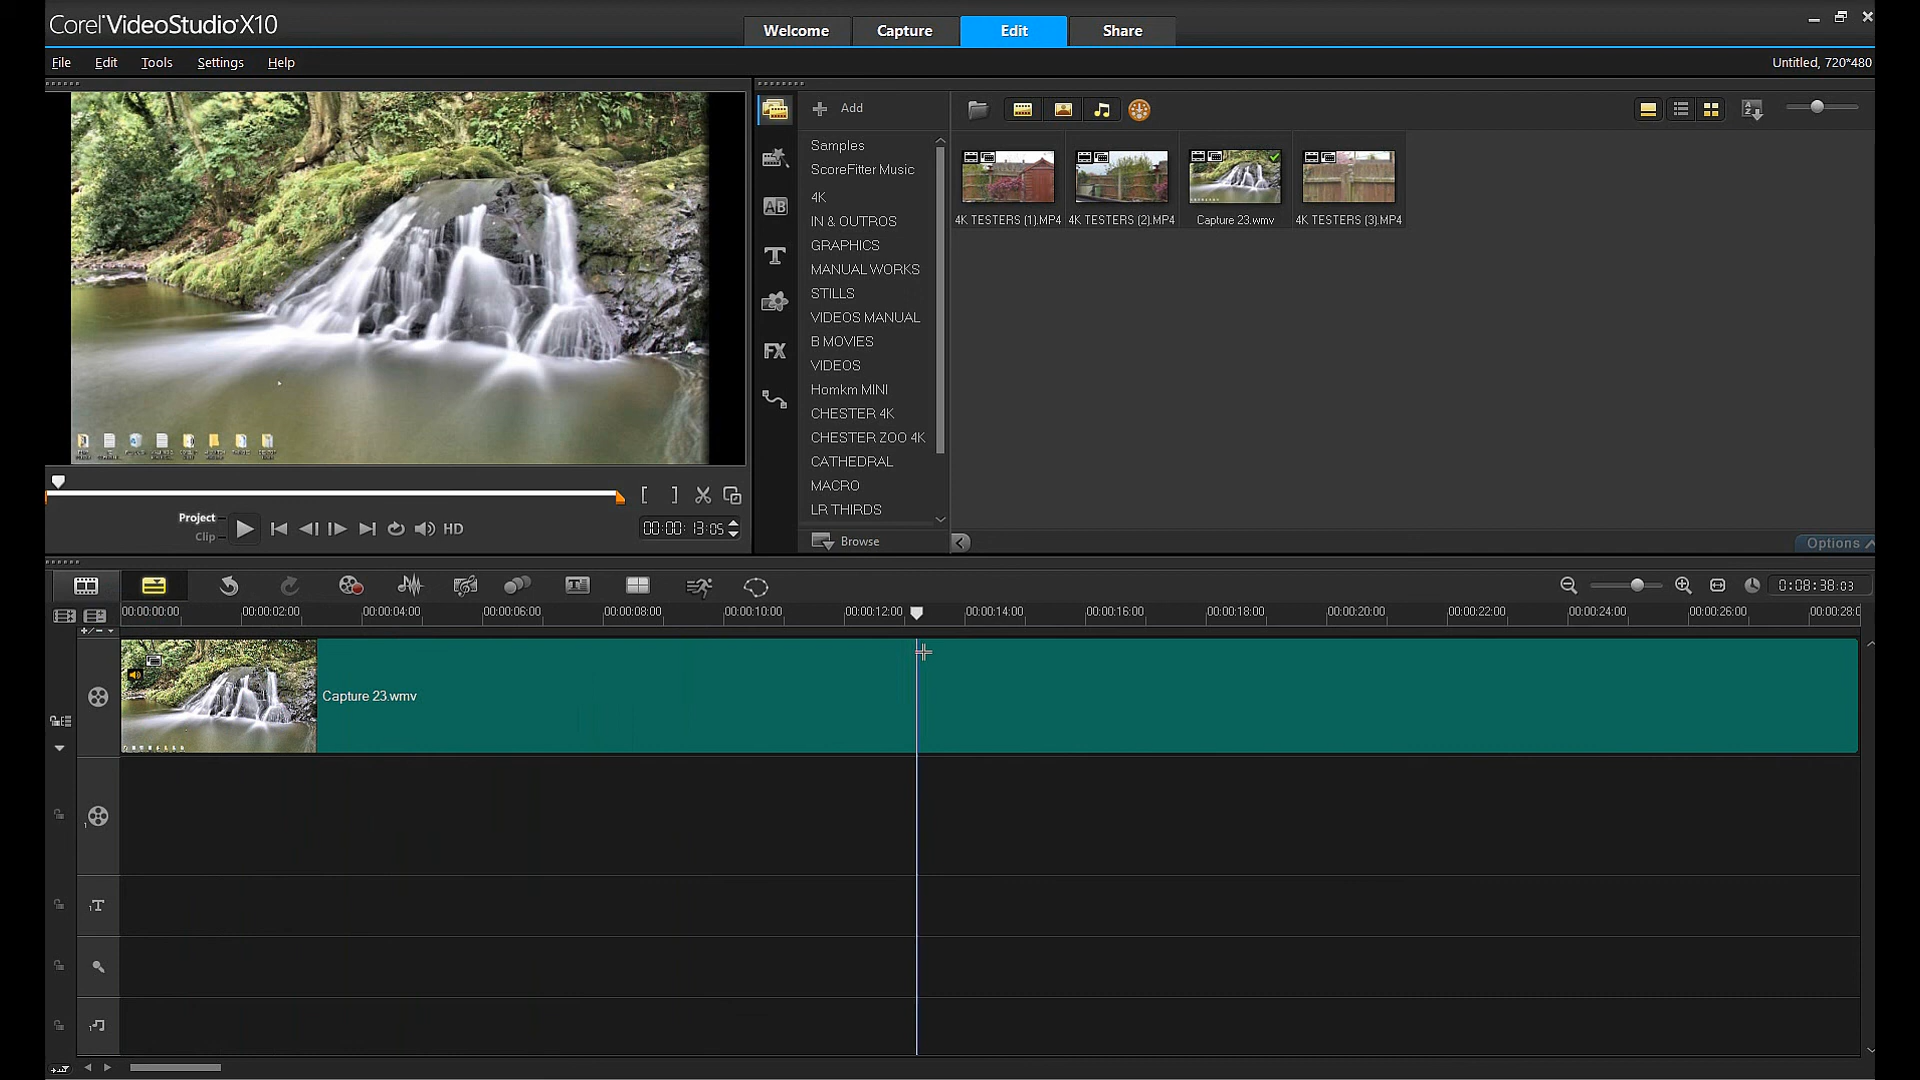 Corel VideoStudio X10
Welcome Capture Edit Share
File Edit Tools Settings Help
Untitled, 720*480
Add
Samples
ScoreFitter Music
4K
IN & OUTROS
GRAPHICS
MANUAL WORKS
STILLS
VIDEOS MANUAL
B MOVIES
VIDEOS
Homkm MINI
CHESTER 4K
CHESTER ZOO 4K
CATHEDRAL
MACRO
LR THIRDS
Browse
AB
T
FX
4K TESTERS (1).MP4 4K TESTERS (2).MP4 Capture 23.wmv 4K TESTERS (3).MP4
Options
Project
Clip
HD
00:00:13:05
0:08:38:03
00:00:00:00 00:00:02:00 00:00:04:00 00:00:06:00 00:00:08:00 00:00:10:00 00:00:12:00 00:00:14:00 00:00:16:00 00:00:18:00 00:00:20:00 00:00:22:00 00:00:24:00 00:00:26:00 00:00:28:0
Capture 23.wmv
1
1T
1